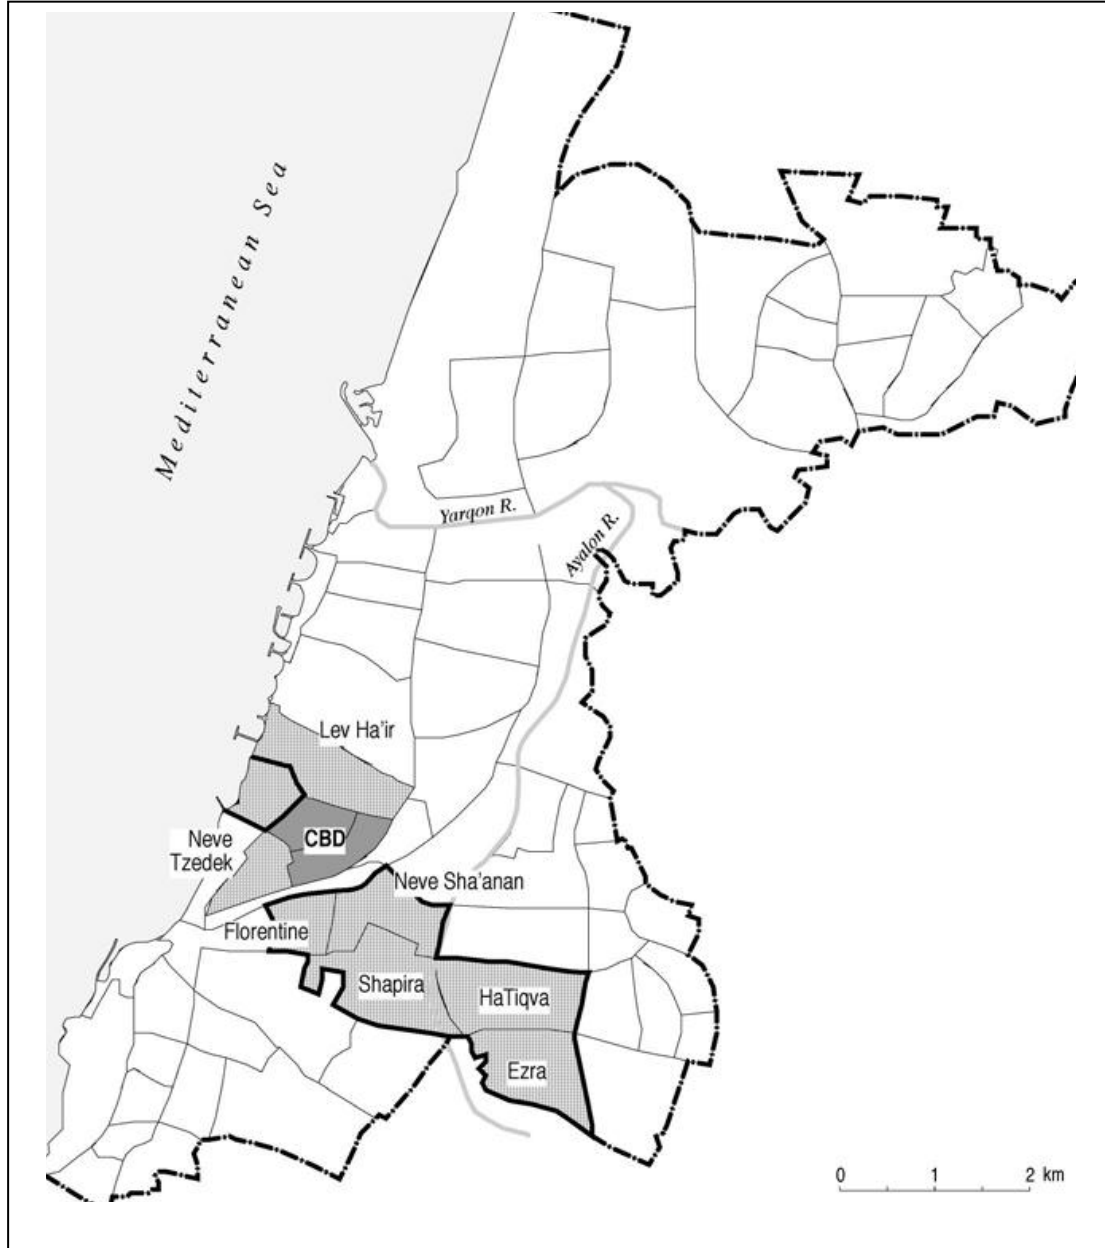 Mediterranean Sea
Yarqon R.
Ayalon R.
Lev Ha'ir
Neve
Tzedek
CBD
Neve Sha'anan
Florentine
Shapira
HaTiqva
Ezra
0 1 2 km